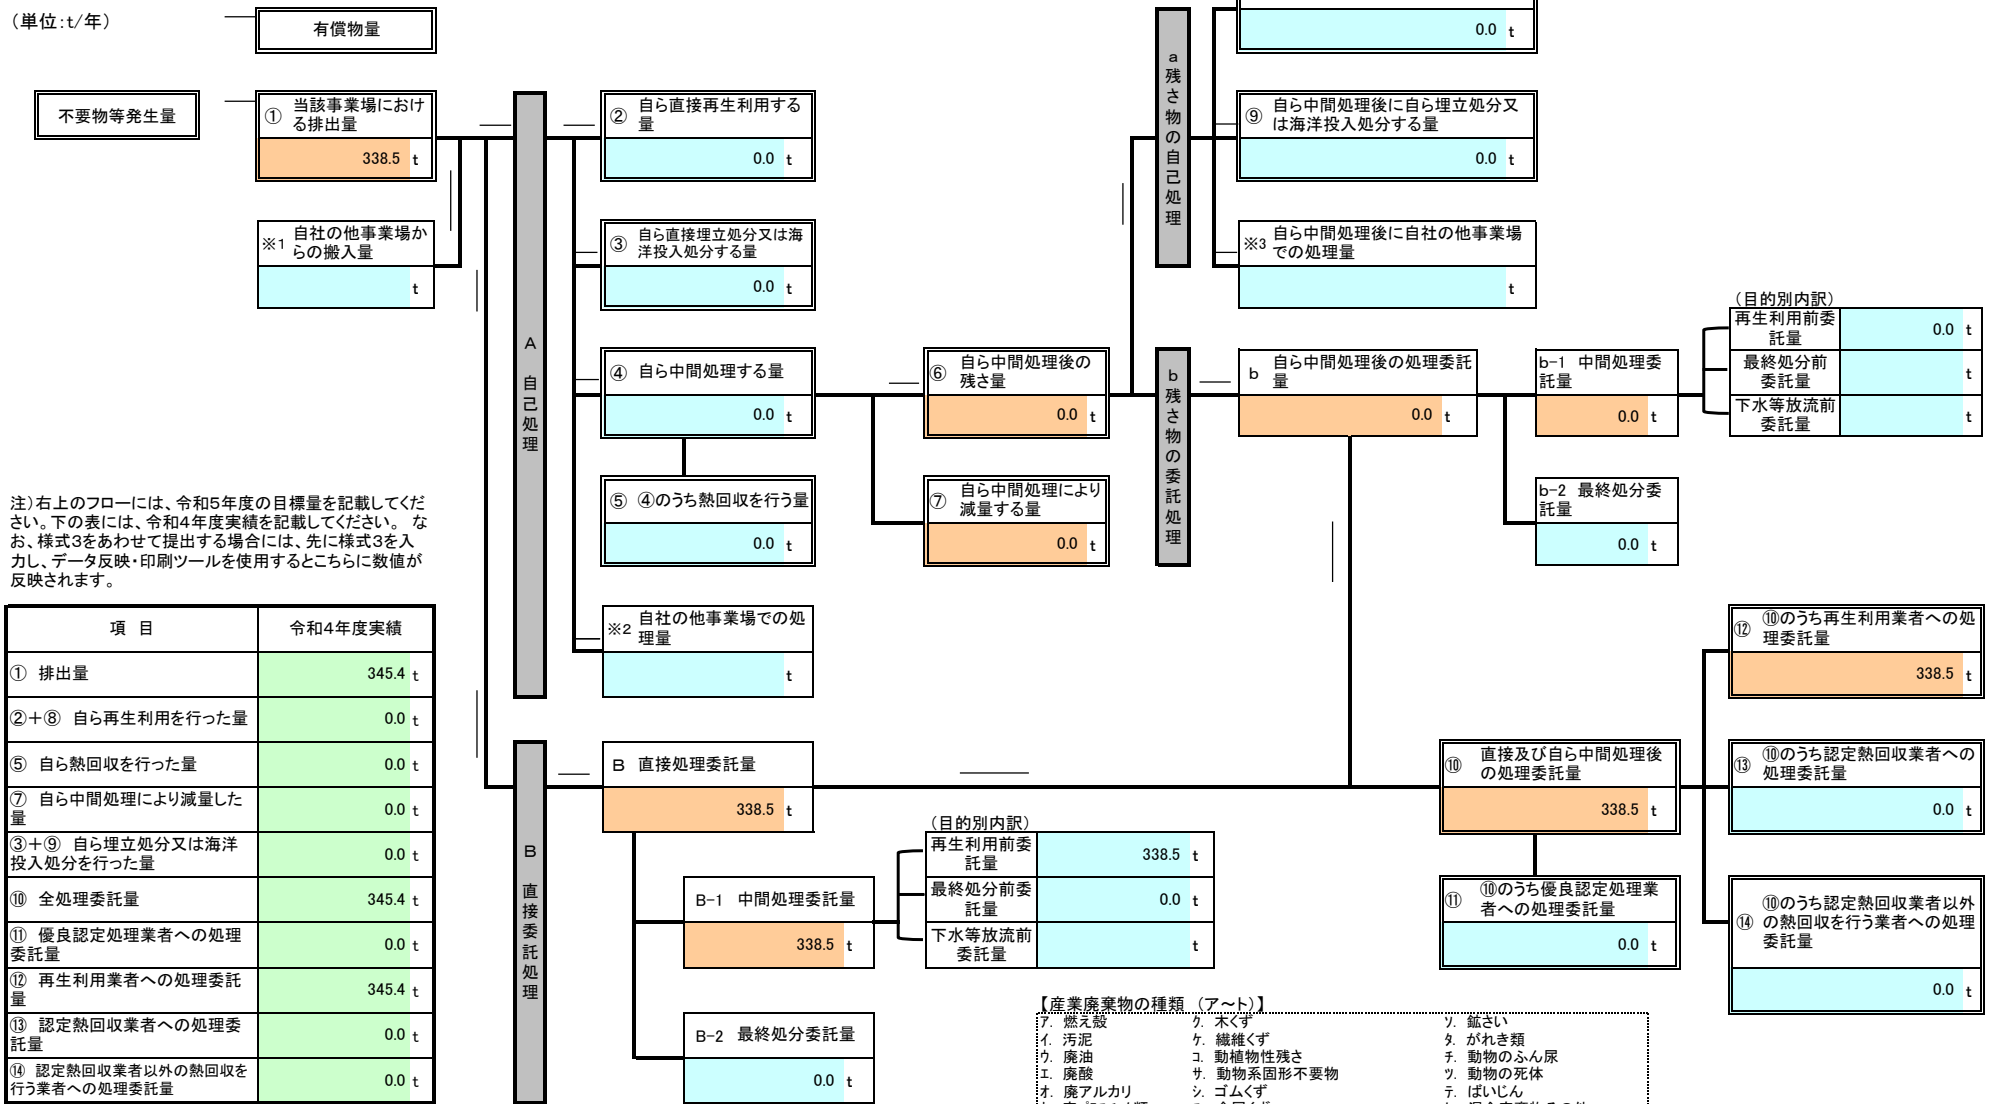 （単位：t/年）
有償物量
不要物等発生量
① 当該事業場におけ
る排出量
338.5 t
※1 自社の他事業場か
らの搬入量
t
A 自己処理
② 自ら直接再生利用する
量
0.0 t
③ 自ら直接埋立処分又は海
洋投入処分する量
0.0 t
④ 自ら中間処理する量
0.0 t
⑤ ④のうち熱回収を行う量
0.0 t
※2 自社の他事業場での処
理量
t
⑥ 自ら中間処理後の
残さ量
0.0 t
⑦ 自ら中間処理により
減量する量
0.0 t
a 残さ物の自己処理
0.0 t
⑨ 自ら中間処理後に自ら埋立処分又
は海洋投入処分する量
0.0 t
※3 自ら中間処理後に自社の他事業場
での処理量
t
b 残さ物の委託処理
b 自ら中間処理後の処理委託
量
0.0 t
b-1 中間処理委
託量
0.0 t
b-2 最終処分委
託量
0.0 t
（目的別内訳）
再生利用前委
託量
0.0 t
最終処分前
委託量
t
下水等放流前
委託量
t
注）右上のフローには、令和5年度の目標量を記載してくだ
さい。下の表には、令和4年度実績を記載してください。 な
お、様式3をあわせて提出する場合には、先に様式3を入
力し、データ反映・印刷ツールを使用するとこちらに数値が
反映されます。
項 目 令和4年度実績
① 排出量 345.4 t
②＋⑧ 自ら再生利用を行った量 0.0 t
⑤ 自ら熱回収を行った量 0.0 t
⑦ 自ら中間処理により減量した
量 0.0 t
③＋⑨ 自ら埋立処分又は海洋
投入処分を行った量 0.0 t
⑩ 全処理委託量 345.4 t
⑪ 優良認定処理業者への処理
委託量 0.0 t
⑫ 再生利用業者への処理委託
量 345.4 t
⑬ 認定熱回収業者への処理委
託量 0.0 t
⑭ 認定熱回収業者以外の熱回収を
行う業者への処理委託量 0.0 t
B 直接委託処理
B 直接処理委託量
338.5 t
B-1 中間処理委託量
338.5 t
B-2 最終処分委託量
0.0 t
（目的別内訳）
再生利用前委
託量
338.5 t
最終処分前委
託量
0.0 t
下水等放流前
委託量
t
⑩ 直接及び自ら中間処理後
の処理委託量
338.5 t
⑪ ⑩のうち優良認定処理業
者への処理委託量
0.0 t
⑫ ⑩のうち再生利用業者への処
理委託量
338.5 t
⑬ ⑩のうち認定熱回収業者への
処理委託量
0.0 t
⑭ ⑩のうち認定熱回収業者以外
の熱回収を行う業者への処理
委託量
0.0 t
【産業廃棄物の種類 （ア～ト）】
ア. 燃え殻 ク. 木くず ソ. 鉱さい
イ. 汚泥 ケ. 繊維くず タ. がれき類
ウ. 廃油 コ. 動植物性残さ チ. 動物のふん尿
エ. 廃酸 サ. 動物系固形不要物 ツ. 動物の死体
オ. 廃アルカリ シ. ゴムくず テ. ばいじん